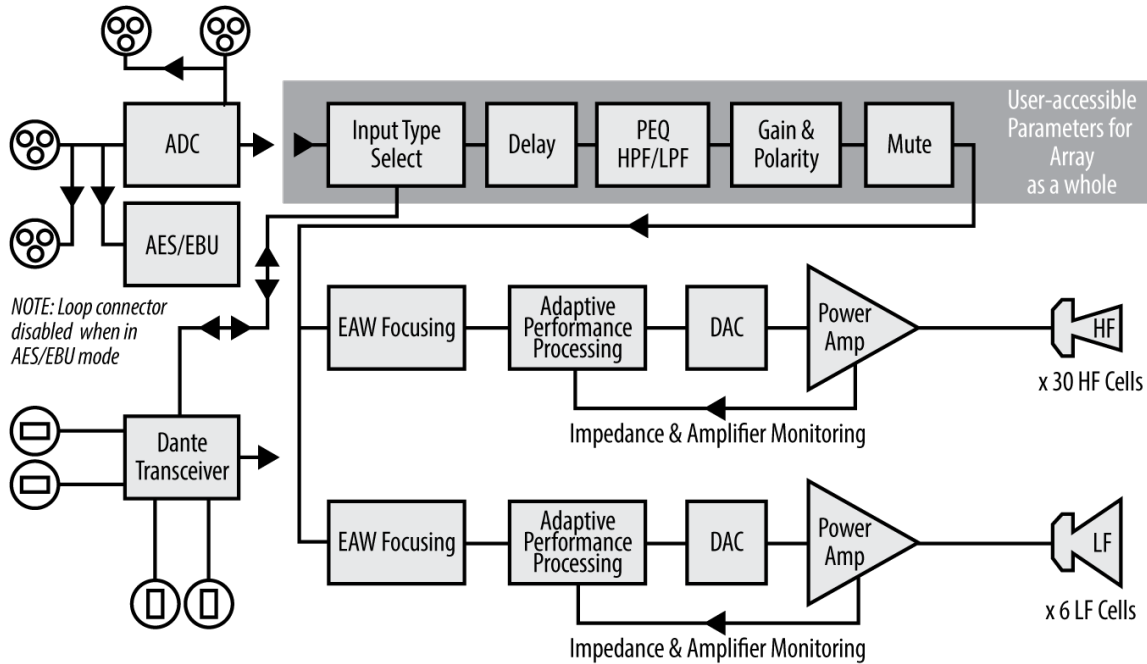 User-accessible
Parameters for
Array
as a whole
ADC
Input Type
Select
Delay
PEQ
HPF/LPF
Gain &
Polarity
Mute
AES/EBU
NOTE: Loop connector
disabled when in
AES/EBU mode
EAW Focusing
Adaptive
Performance
Processing
DAC
Power
Amp
HF
x 30 HF Cells
Impedance & Amplifier Monitoring
Dante
Transceiver
EAW Focusing
Adaptive
Performance
Processing
DAC
Power
Amp
LF
x 6 LF Cells
Impedance & Amplifier Monitoring